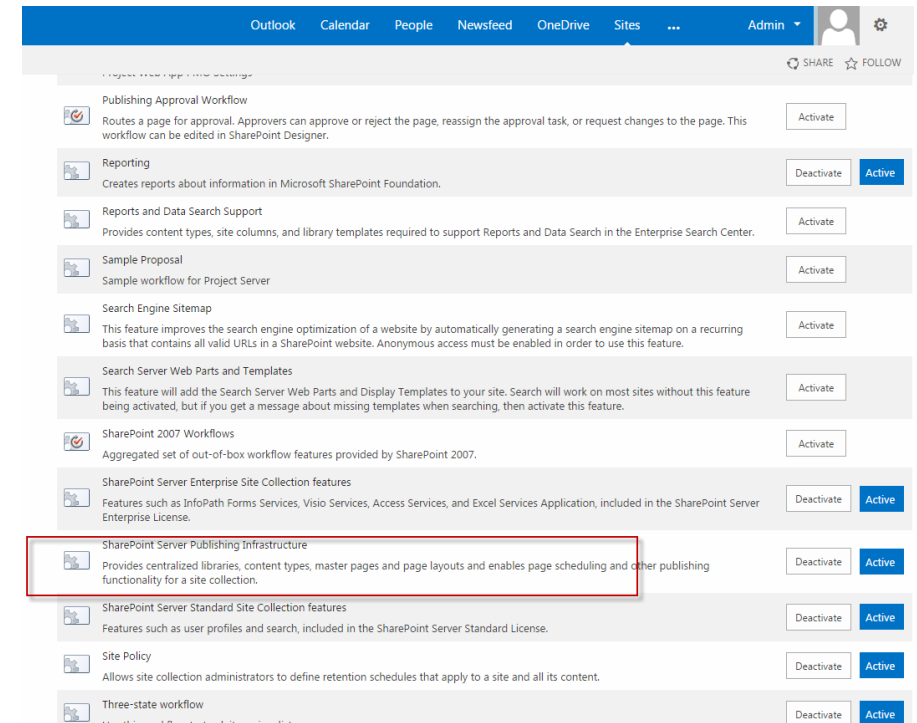 Outlook Calendar People Newsfeed OneDrive Sites ... Admin
SHARE FOLLOW
Project Web App PMO Settings
Publishing Approval Workflow
Routes a page for approval. Approvers can approve or reject the page, reassign the approval task, or request changes to the page. This
workflow can be edited in SharePoint Designer.
Activate
Reporting
Creates reports about information in Microsoft SharePoint Foundation.
Deactivate Active
Reports and Data Search Support
Provides content types, site columns, and library templates required to support Reports and Data Search in the Enterprise Search Center.
Activate
Sample Proposal
Sample workflow for Project Server
Activate
Search Engine Sitemap
This feature improves the search engine optimization of a website by automatically generating a search engine sitemap on a recurring
basis that contains all valid URLs in a SharePoint website. Anonymous access must be enabled in order to use this feature.
Activate
Search Server Web Parts and Templates
This feature will add the Search Server Web Parts and Display Templates to your site. Search will work on most sites without this feature
being activated, but if you get a message about missing templates when searching, then activate this feature.
Activate
SharePoint 2007 Workflows
Aggregated set of out-of-box workflow features provided by SharePoint 2007.
Activate
SharePoint Server Enterprise Site Collection features
Features such as InfoPath Forms Services, Visio Services, Access Services, and Excel Services Application, included in the SharePoint Server
Enterprise License.
Deactivate Active
SharePoint Server Publishing Infrastructure
Provides centralized libraries, content types, master pages and page layouts and enables page scheduling and other publishing
functionality for a site collection.
Deactivate Active
SharePoint Server Standard Site Collection features
Features such as user profiles and search, included in the SharePoint Server Standard License.
Deactivate Active
Site Policy
Allows site collection administrators to define retention schedules that apply to a site and all its content.
Deactivate Active
Three-state workflow
Deactivate Active